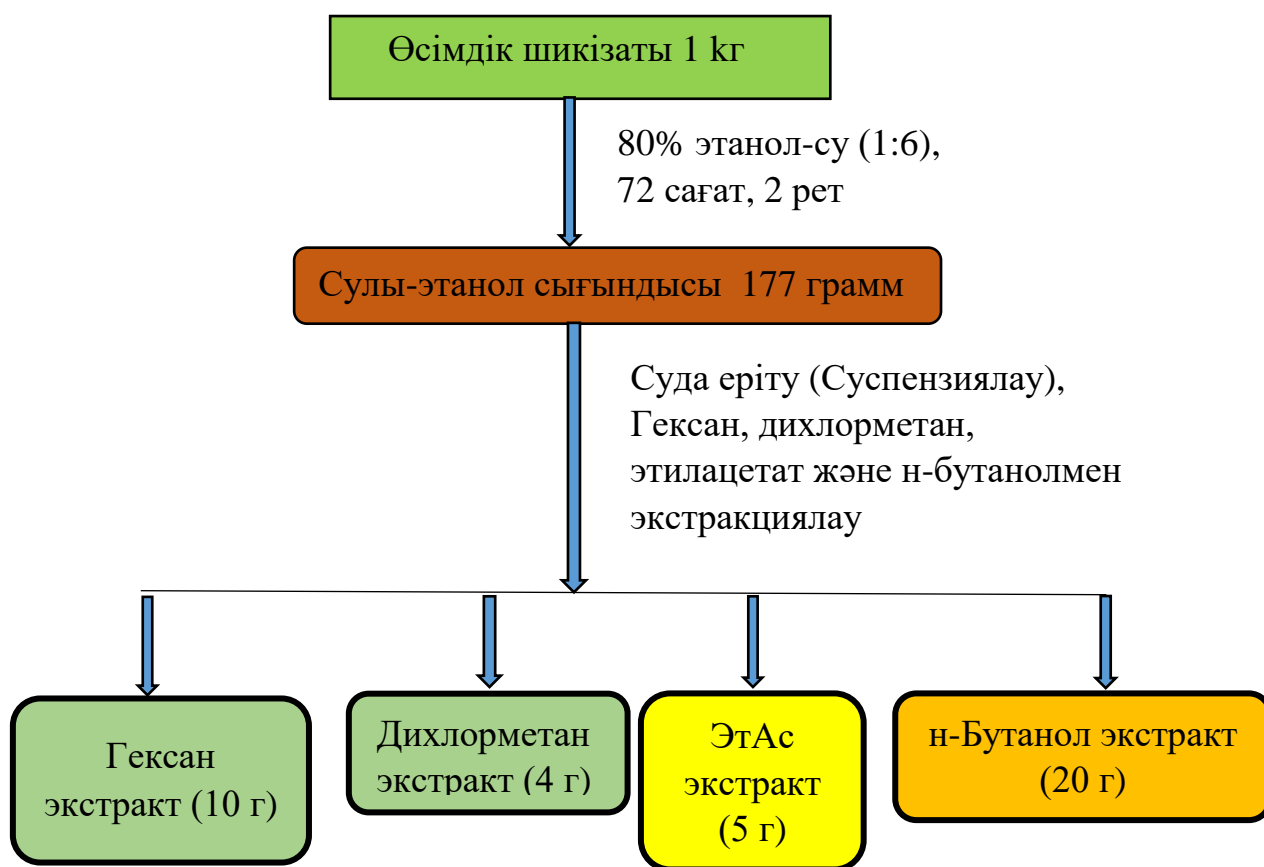 Өсімдік шикізаты 1 kг
80% этанол-су (1:6),
72 сағат, 2 рет
Сулы-этанол сығындысы 177 грамм
Суда еріту (Суспензиялау),
Гексан, дихлорметан,
этилацетат және н-бутанолмен
экстракциялау
Гексан
экстракт (10 г)
Дихлорметан
экстракт (4 г)
ЭтАс
экстракт
(5 г)
н-Бутанол экстракт
(20 г)